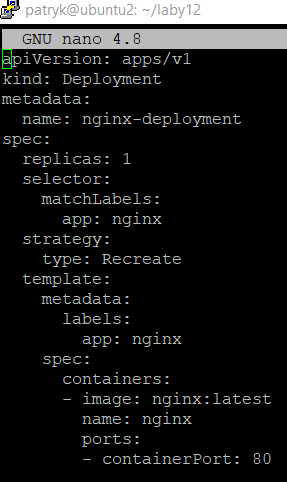 patryk@ubuntu2: ~/laby12
GNU nano 4.8
apiVersion: apps/v1
kind: Deployment
metadata:
  name: nginx-deployment
spec:
  replicas: 1
  selector:
    matchLabels:
      app: nginx
  strategy:
    type: Recreate
  template:
    metadata:
      labels:
        app: nginx
    spec:
      containers:
      - image: nginx:latest
        name: nginx
        ports:
        - containerPort: 80